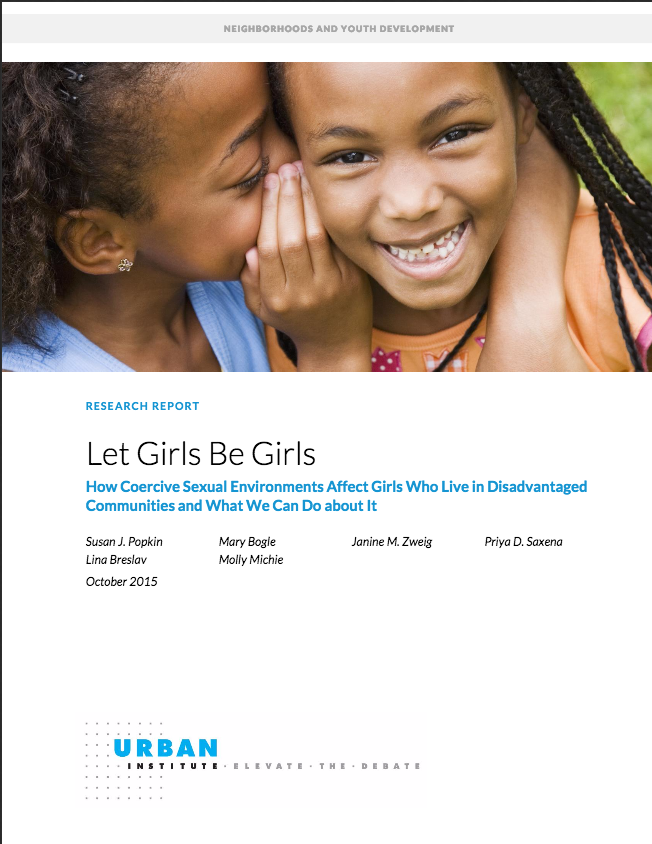 NEIGHBORHOODS AND YOUTH DEVELOPMENT
RESEARCH REPORT
Let Girls Be Girls
How Coercive Sexual Environments Affect Girls Who Live in Disadvantaged
Communities and What We Can Do about It
Susan J. Popkin Mary Bogle Janine M. Zweig Priya D. Saxena
Lina Breslav Molly Michie
October 2015
URBAN
INSTITUTE · ELEVATE · THE · DEBATE